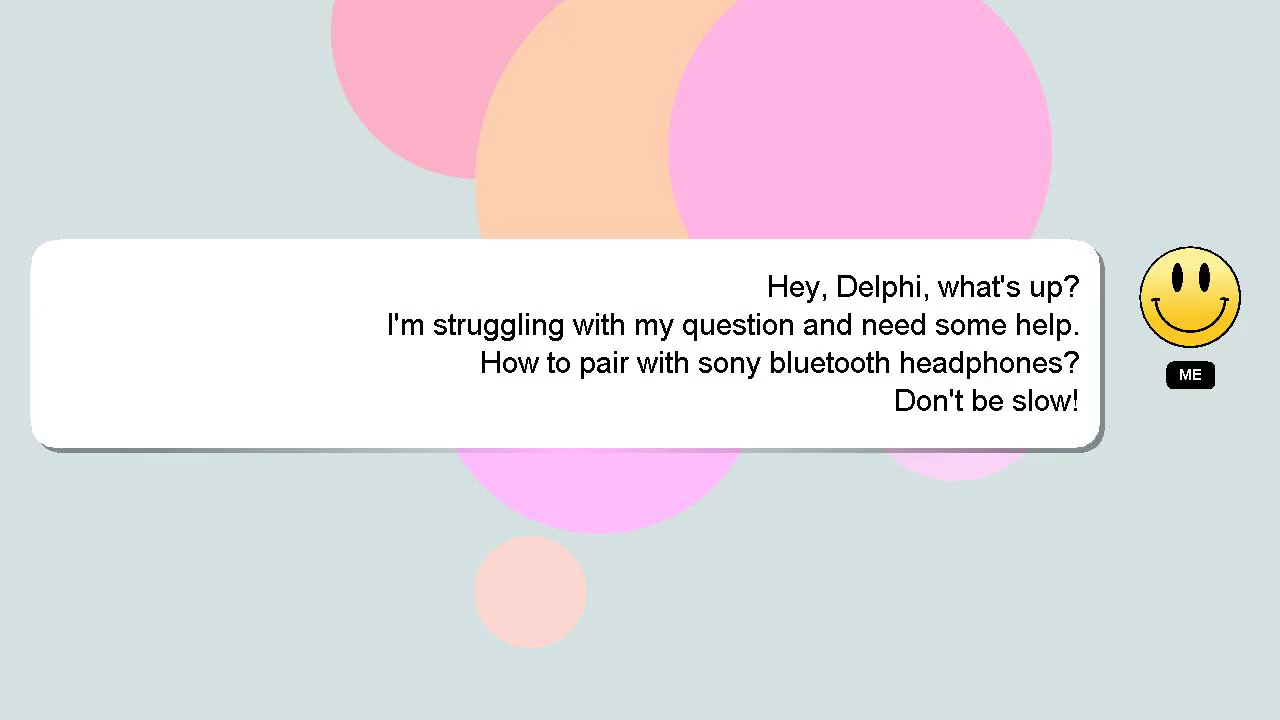 Hey, Delphi, what's up?
I'm struggling with my question and need some help.
How to pair with sony bluetooth headphones?
Don't be slow!
ME